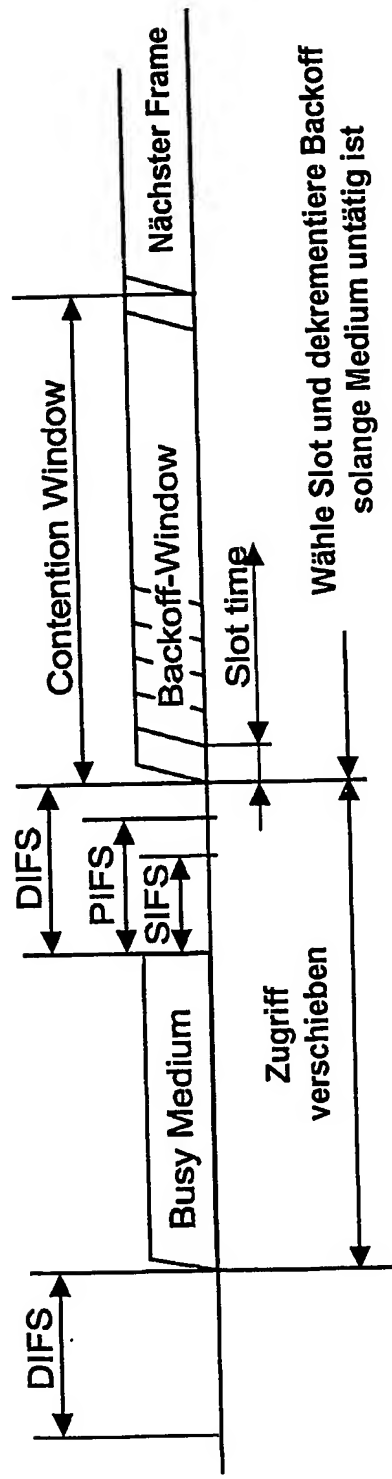 DIFS
Busy Medium
DIFS
PIFS
SIFS
Contention Window
Backoff-Window
Nächster Frame
Slot time
Zugriff
verschieben
Wähle Slot und dekrementiere Backoff
solange Medium untätig ist